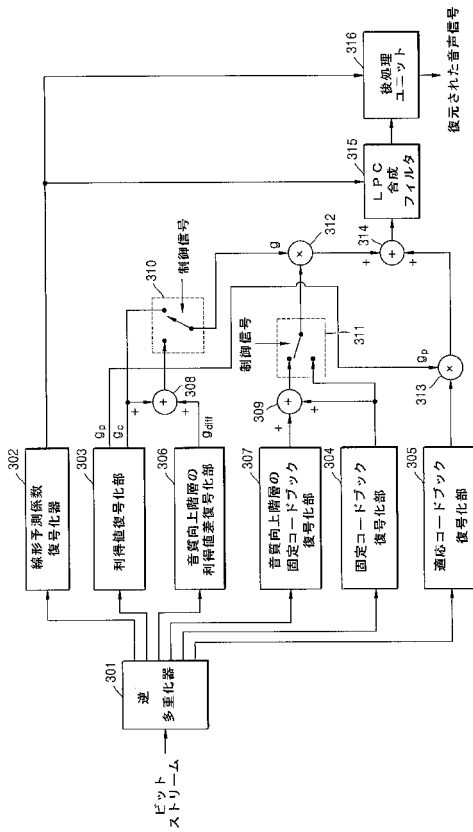 ビット
ストリーム
301
逆
多重化器
302
線形予測係数
復号化器
303
利得値復号化部
306
音質向上階層の
利得値差復号化部
307
音質向上階層の
固定コードブック
復号化部
304
固定コードブック
復号化部
305
適応コードブック
復号化部
gp
gc
gdiff
+
+
308
+
+
309
310
制御信号
制御信号
311
g
×
312
gp
×
313
+
+
+
314
315
LPC
合成
フィルタ
316
後処理
ユニット
復元された音声信号